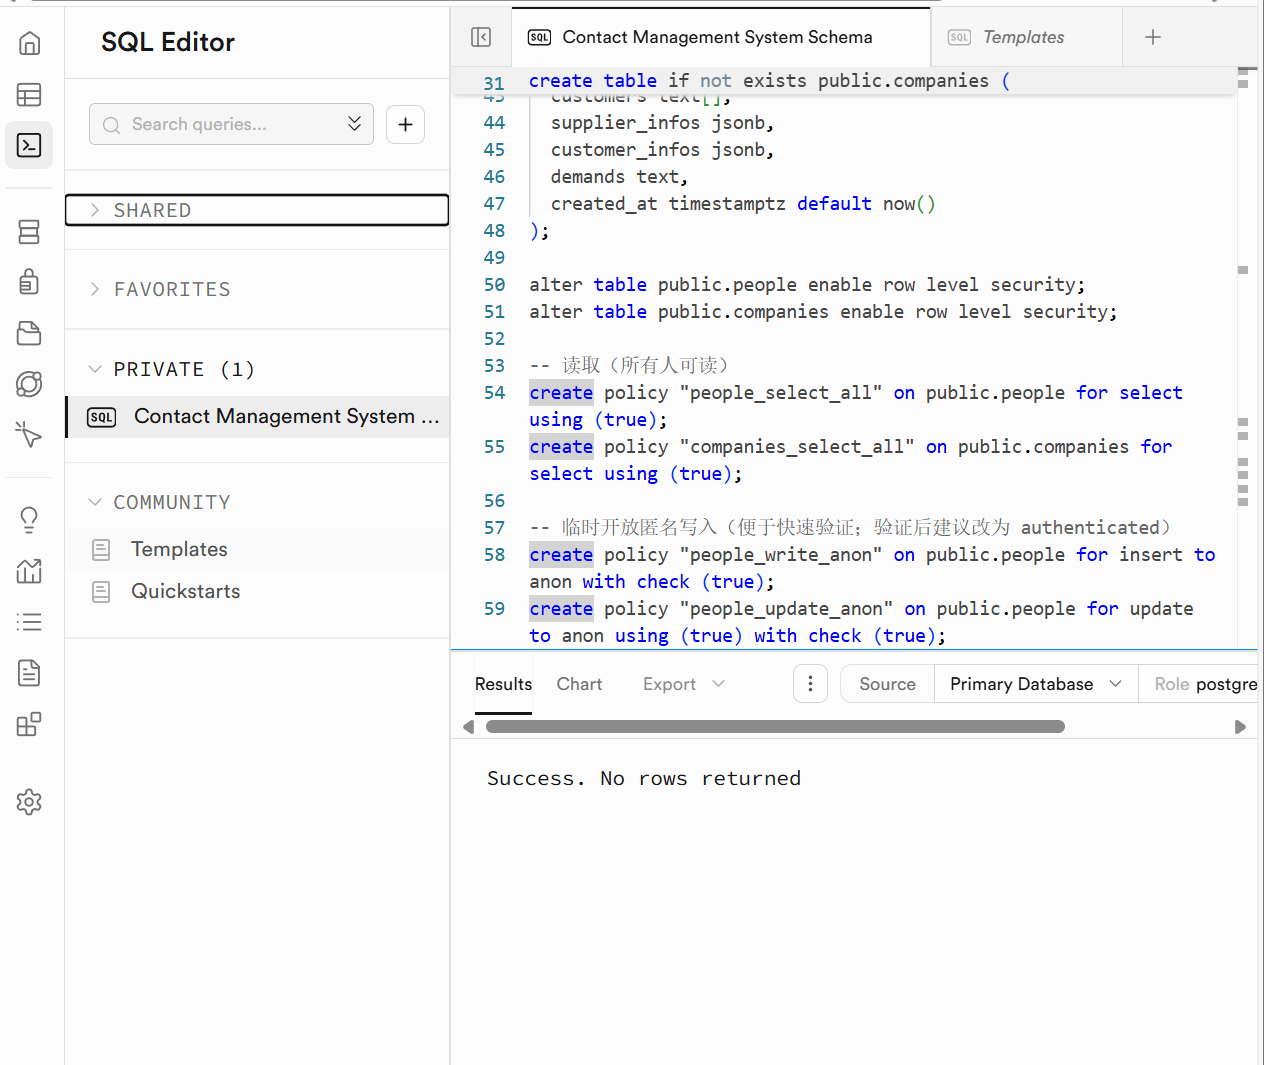 SQL Editor
Search queries...
SHARED
FAVORITES
PRIVATE (1)
SQL Contact Management System ...
COMMUNITY
Templates
Quickstarts
SQL Contact Management System Schema
SQL Templates
31 create table if not exists public.companies (
43 customers text[],
44 supplier_infos jsonb,
45 customer_infos jsonb,
46 demands text,
47 created_at timestamptz default now()
48 );
49
50 alter table public.people enable row level security;
51 alter table public.companies enable row level security;
52
53 -- 读取（所有人可读）
54 create policy "people_select_all" on public.people for select
using (true);
55 create policy "companies_select_all" on public.companies for
select using (true);
56
57 -- 临时开放匿名写入（便于快速验证；验证后建议改为 authenticated）
58 create policy "people_write_anon" on public.people for insert to
anon with check (true);
59 create policy "people_update_anon" on public.people for update
to anon using (true) with check (true);
Results Chart Export Source Primary Database Role postgre
Success. No rows returned